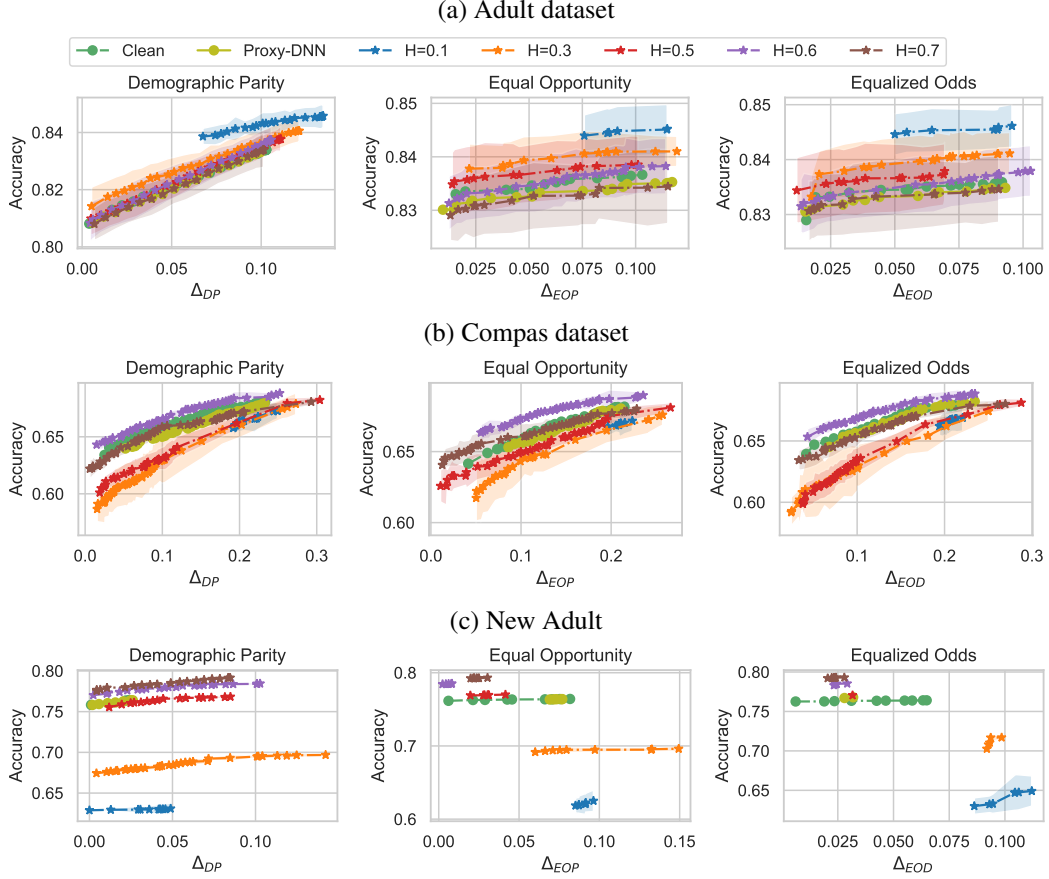 (a) Adult dataset
Clean Proxy-DNN H=0.1 H=0.3 H=0.5 H=0.6 H=0.7
Demographic Parity Equal Opportunity Equalized Odds
Accuracy Accuracy Accuracy
0.84 0.82 0.80
0.85 0.84 0.83
0.85 0.84 0.83
0.00 0.05 0.10
0.025 0.050 0.075 0.100
0.025 0.050 0.075 0.100
Δ_DP Δ_EOP Δ_EOD
(b) Compas dataset
Demographic Parity Equal Opportunity Equalized Odds
Accuracy Accuracy Accuracy
0.65 0.60
0.65 0.60
0.65 0.60
0.0 0.1 0.2 0.3
0.0 0.1 0.2
0.1 0.2 0.3
Δ_DP Δ_EOP Δ_EOD
(c) New Adult
Demographic Parity Equal Opportunity Equalized Odds
Accuracy Accuracy Accuracy
0.80 0.75 0.70 0.65
0.8 0.7 0.6
0.80 0.75 0.70 0.65
0.00 0.05 0.10
0.00 0.05 0.10 0.15
0.025 0.050 0.075 0.100
Δ_DP Δ_EOP Δ_EOD